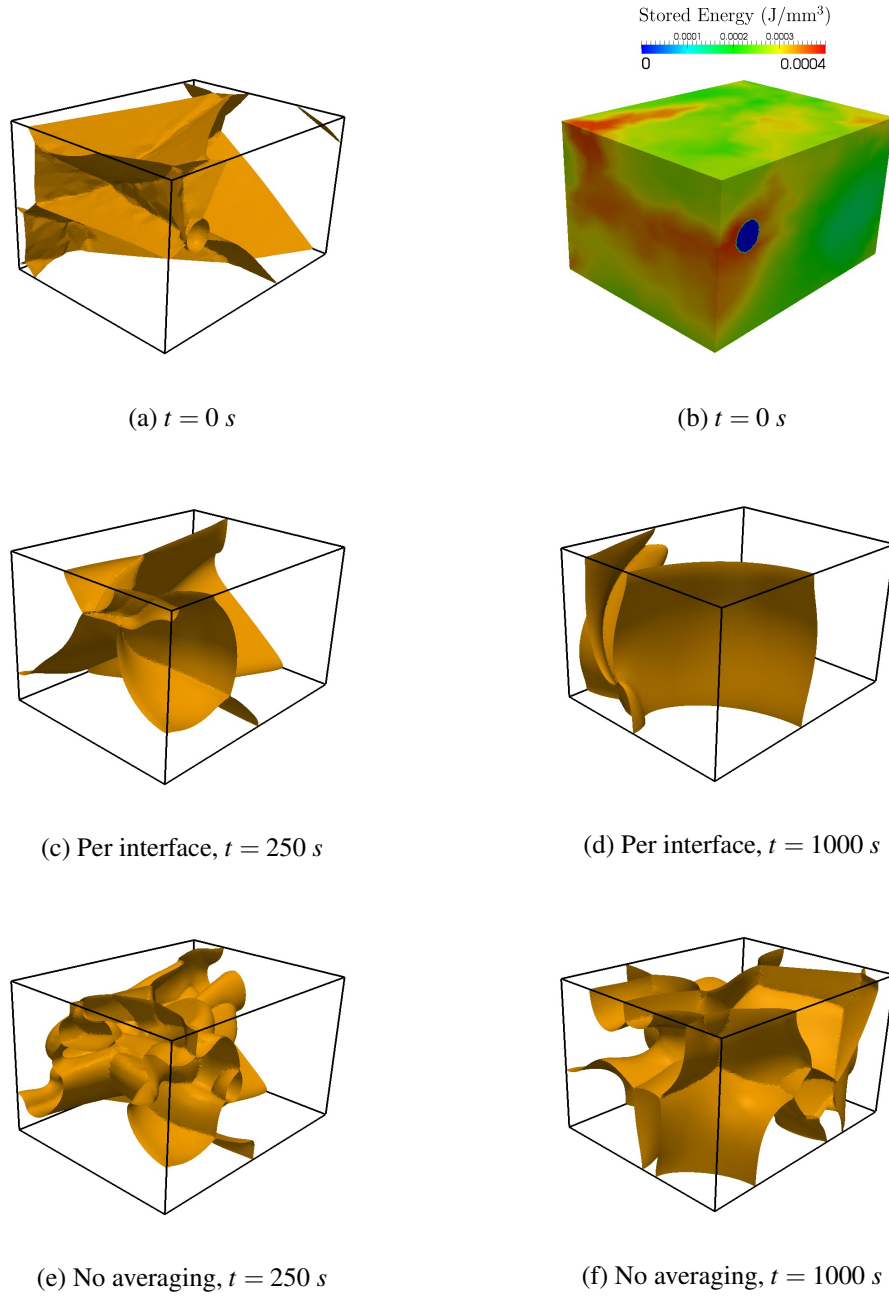 Stored Energy (J/mm³)
0.0001 0.0002 0.0003
0 0.0004
(a) t = 0 s
(b) t = 0 s
(c) Per interface, t = 250 s
(d) Per interface, t = 1000 s
(e) No averaging, t = 250 s
(f) No averaging, t = 1000 s